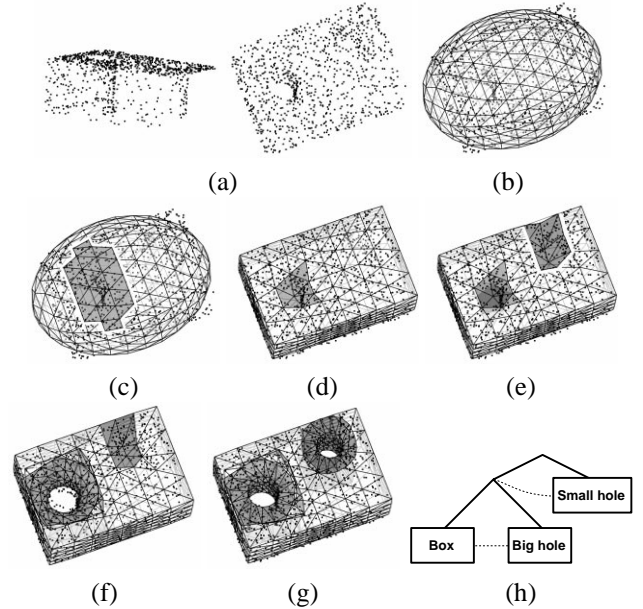 (a)
(b)
(c)
(d)
(e)
(f)
(g)
Small hole
Box
Big hole
(h)